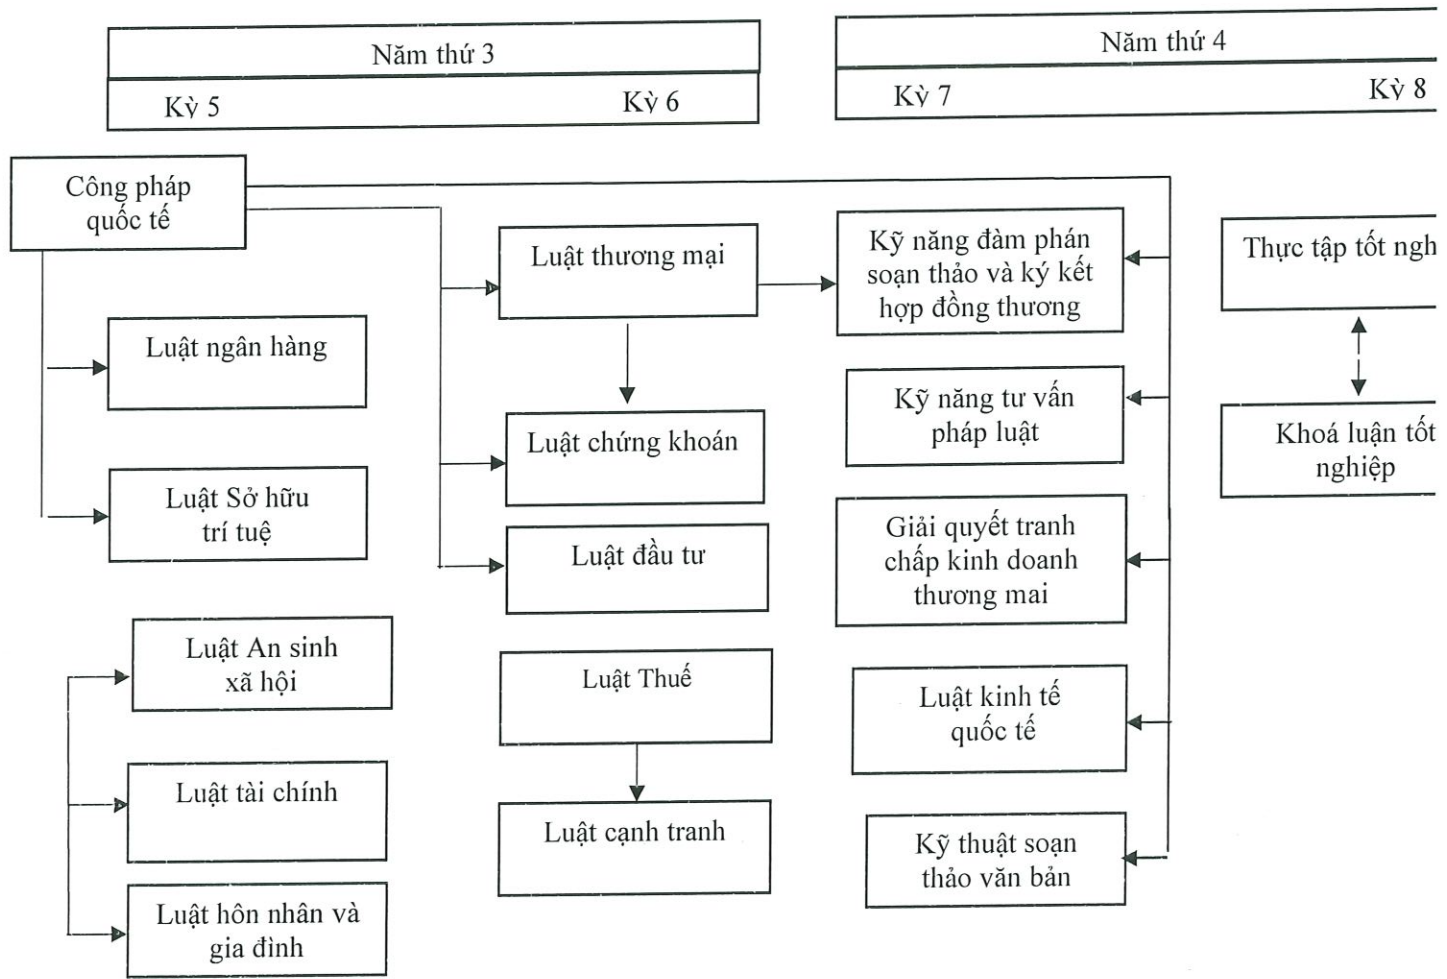 Năm thứ 3
Kỳ 5
Kỳ 6
Năm thứ 4
Kỳ 7
Kỳ 8
Công pháp
quốc tế
Luật ngân hàng
Luật Sở hữu
trí tuệ
Luật An sinh
xã hội
Luật tài chính
Luật hôn nhân và
gia đình
Luật thương mại
Luật chứng khoán
Luật đầu tư
Luật Thuế
Luật cạnh tranh
Kỹ năng đàm phán
soạn thảo và ký kết
hợp đồng thương
Kỹ năng tư vấn
pháp luật
Giải quyết tranh
chấp kinh doanh
thương mai
Luật kinh tế
quốc tế
Kỹ thuật soạn
thảo văn bản
Thực tập tốt ngh
Khoá luận tốt
nghiệp